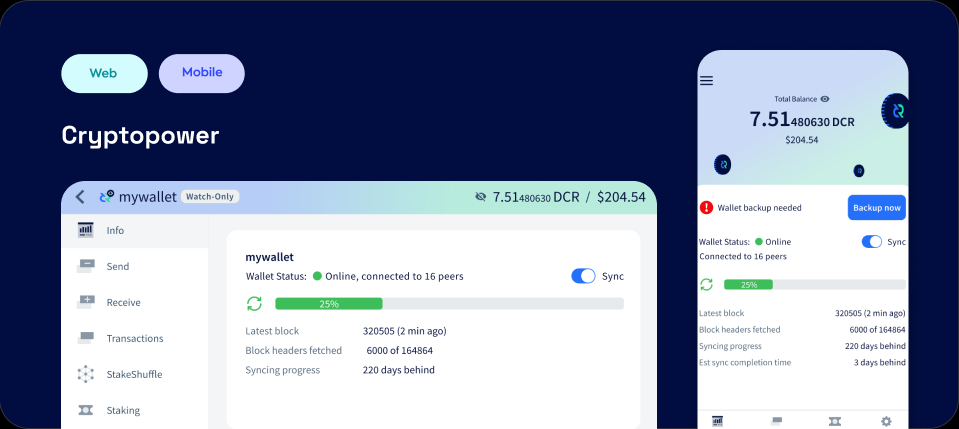 Web
Mobile
Cryptopower
mywallet Watch-Only 7.51480630 DCR / $204.54
Info
Send
Receive
Transactions
StakeShuffle
Staking
mywallet
Wallet Status: Online, connected to 16 peers Sync
25%
Latest block 320505 (2 min ago)
Block headers fetched 6000 of 164864
Syncing progress 220 days behind
Total Balance
7.51480630 DCR
$204.54
Wallet backup needed Backup now
Wallet Status: Online Sync
Connected to 16 peers
25%
Latest block 320505 (2 min ago)
Block headers fetched 6000 of 164864
Syncing progress 220 days behind
Est sync completion time 3 days behind